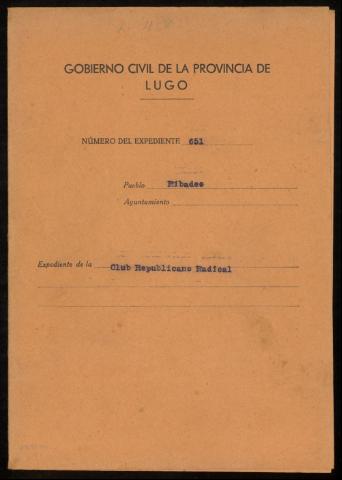 GOBIERNO CIVIL DE LA PROVINCIA DE
LUGO
NÚMERO DEL EXPEDIENTE 651
Pueblo Ribadeo
Ayuntamiento
Expediente de la Club Republicano Radical